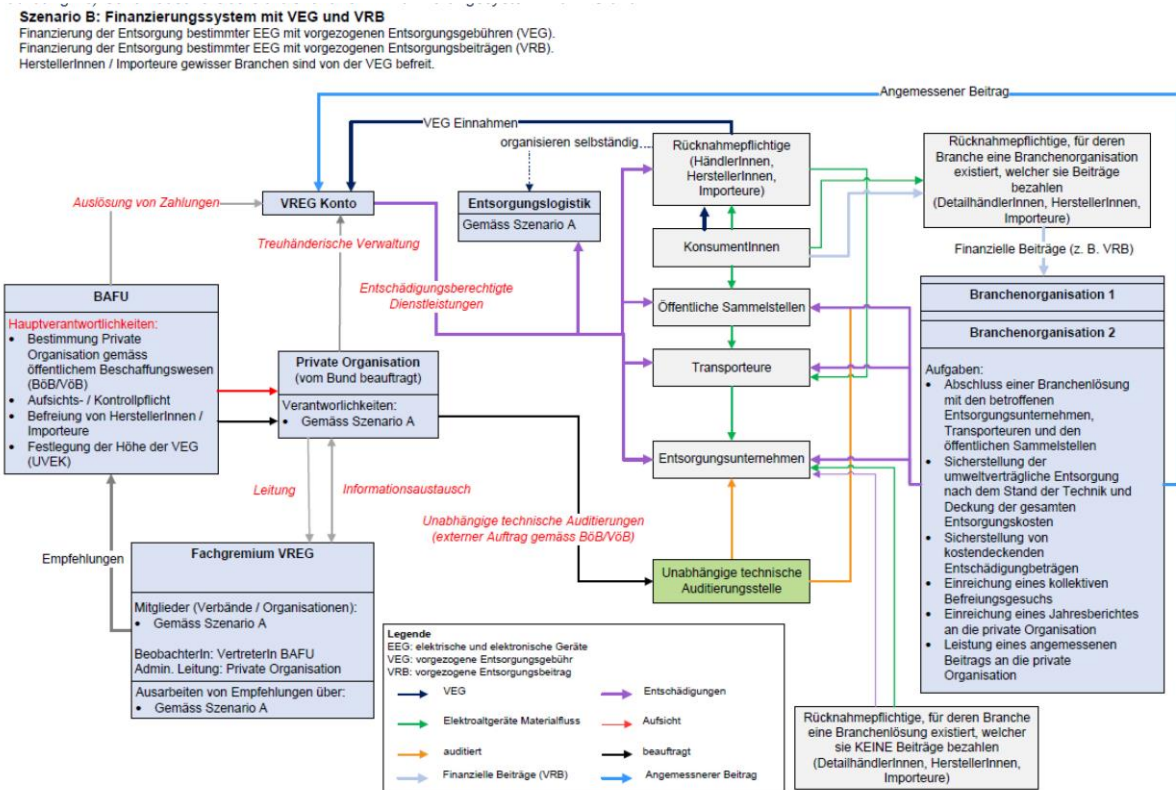 Szenario B: Finanzierungssystem mit VEG und VRB
Finanzierung der Entsorgung bestimmter EEG mit vorgezogenen Entsorgungsgebühren (VEG).
Finanzierung der Entsorgung bestimmter EEG mit vorgezogenen Entsorgungsbeiträgen (VRB).
HerstellerInnen / Importeure gewisser Branchen sind von der VEG befreit.
Angemessener Beitrag
VEG Einnahmen
organisieren selbständig
Rücknahmepflichtige
(HändlerInnen,
HerstellerInnen,
Importeure)
Rücknahmepflichtige, für deren
Branche eine Branchenorganisation
existiert, welcher sie Beiträge
bezahlen
(DetailhändlerInnen, HerstellerInnen,
Importeure)
Auslösung von Zahlungen
VREG Konto
Entsorgungslogistik
Gemäss Szenario A
Treuhänderische Verwaltung
KonsumentInnen
Finanzielle Beiträge (z. B. VRB)
Entschädigungsberechtigte
Dienstleistungen
BAFU
Hauptverantwortlichkeiten:
• Bestimmung Private
Organisation gemäss
öffentlichem Beschaffungswesen
(BöB/VöB)
• Aufsichts- / Kontrollpflicht
• Befreiung von HerstellerInnen /
Importeure
• Festlegung der Höhe der VEG
(UVEK)
Private Organisation
(vom Bund beauftragt)
Verantworlichkeiten:
• Gemäss Szenario A
Öffentliche Sammelstellen
Transporteure
Entsorgungsunternehmen
Branchenorganisation 1
Branchenorganisation 2
Aufgaben:
• Abschluss einer Branchenlösung
mit den betroffenen
Entsorgungsunternehmen,
Transporteuren und den
öffentlichen Sammelstellen
• Sicherstellung der
umweltverträgliche Entsorgung
nach dem Stand der Technik und
Deckung der gesamten
Entsorgungskosten
• Sicherstellung von
kostendeckenden
Entschädigungbeträgen
• Einreichung eines kollektiven
Befreiungsgesuchs
• Einreichung eines Jahresberichtes
an die private Organisation
• Leistung eines angemessenen
Beitrags an die private
Organisation
Leitung
Informationsaustausch
Unabhängige technische Auditierungen
(externer Auftrag gemäss BöB/VöB)
Empfehlungen
Fachgremium VREG
Mitglieder (Verbände / Organisationen):
• Gemäss Szenario A
BeobachterIn: VertreterIn BAFU
Admin. Leitung: Private Organisation
Ausarbeiten von Empfehlungen über:
• Gemäss Szenario A
Unabhängige technische
Auditierungsstelle
Legende
EEG: elektrische und elektronische Geräte
VEG: vorgezogene Entsorgungsgebühr
VRB: vorgezogene Entsorgungsbeitrag
VEG
Entschädigungen
Elektroaltgeräte Materialfluss
Aufsicht
auditiert
beauftragt
Finanzielle Beiträge (VRB)
Angemessnerer Beitrag
Rücknahmepflichtige, für deren Branche
eine Branchenlösung existiert, welcher
sie KEINE Beiträge bezahlen
(DetailhändlerInnen, HerstellerInnen,
Importeure)